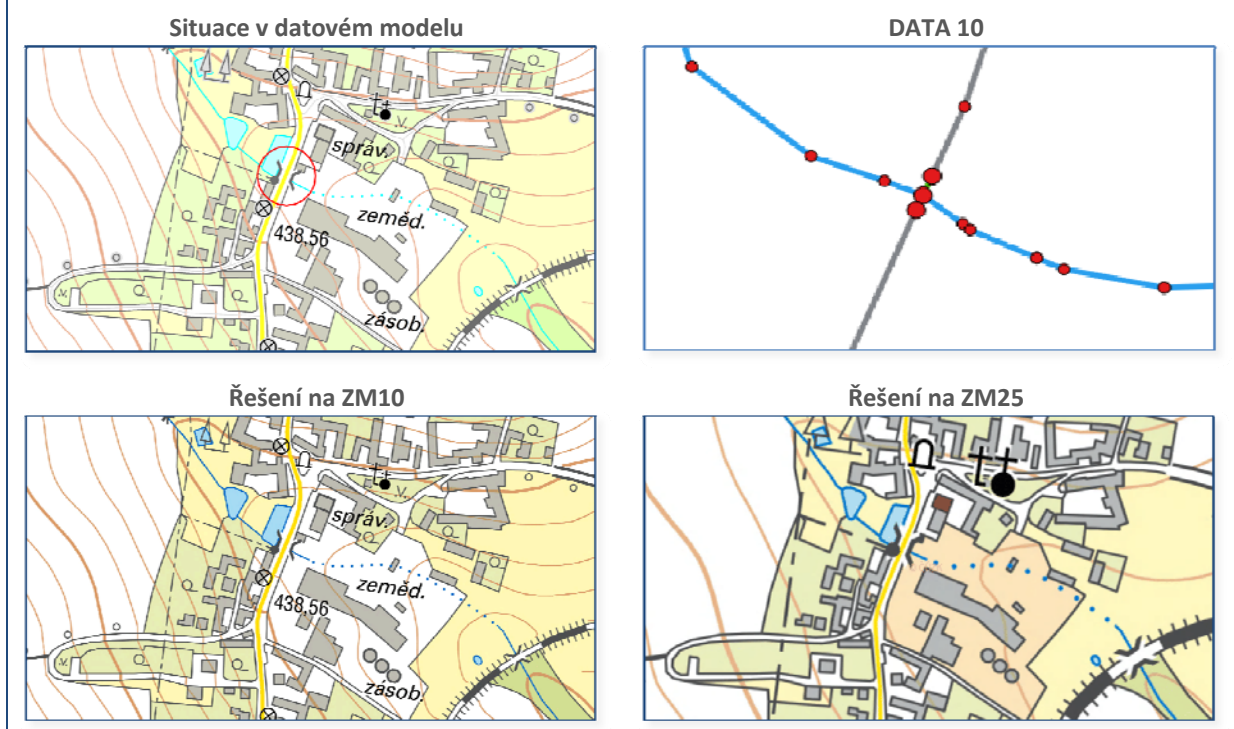 Situace v datovém modelu
DATA 10
správ.
zeměd.
438,56
zásob.
Řešení na ZM10
Řešení na ZM25
správ.
zeměd.
438,56
zásob.